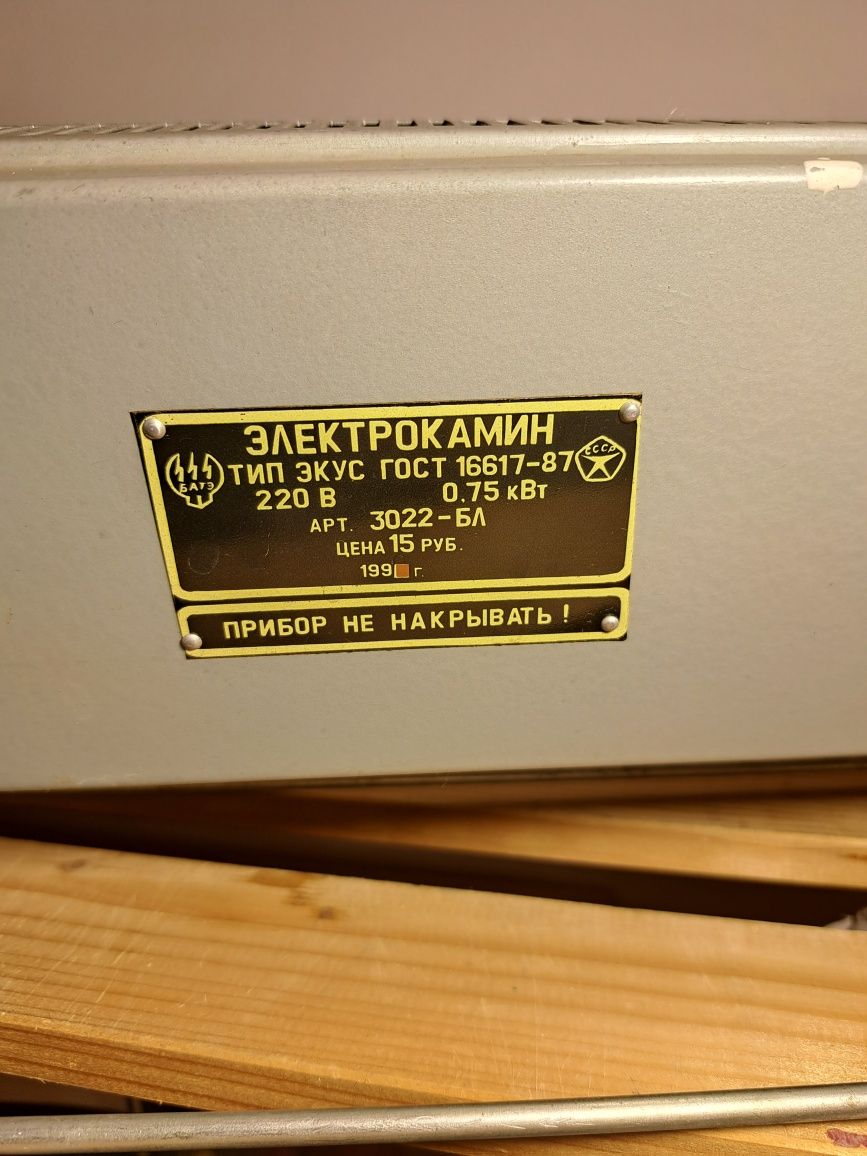 ЭЛЕКТРОКАМИН
ТИП ЭКУС ГОСТ 16617-87
БАТЭ
СССР
220 В 0,75 кВт
АРТ. 3022-БЛ
ЦЕНА 15 РУБ.
199 г.
ПРИБОР НЕ НАКРЫВАТЬ!